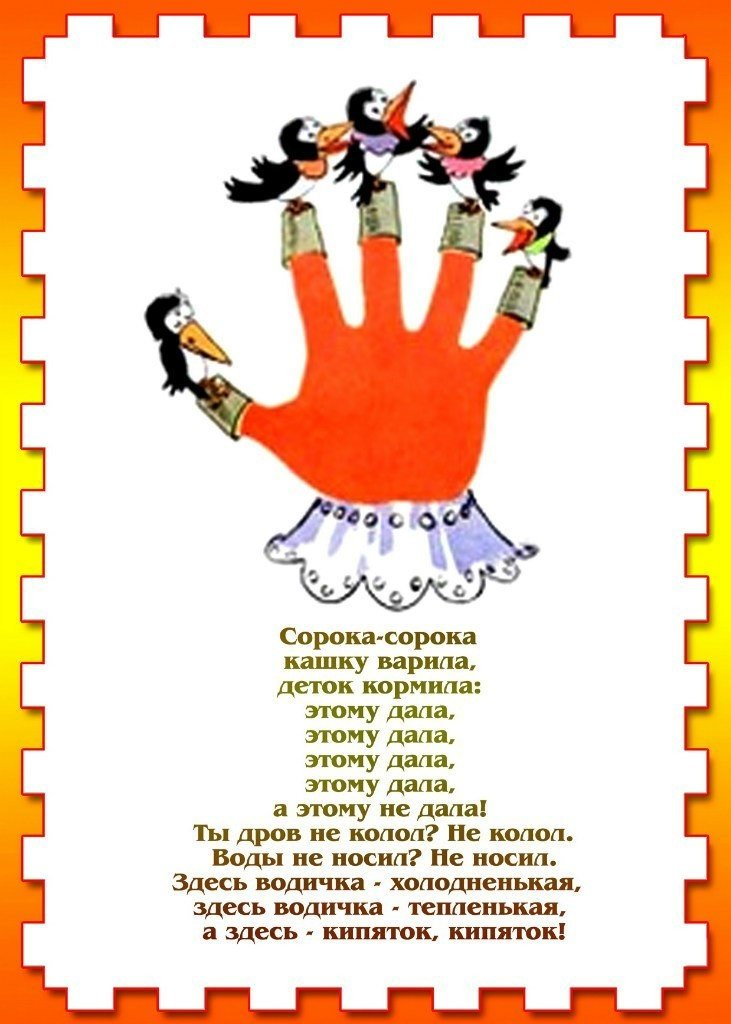 Сорока-сорока
кашку варила,
деток кормила:
этому дала,
этому дала,
этому дала,
этому дала,
а этому не дала!
Ты дров не колол? Не колол.
Воды не носил? Не носил.
Здесь водичка - холодненькая,
здесь водичка - тепленькая,
а здесь - кипяток, кипяток!